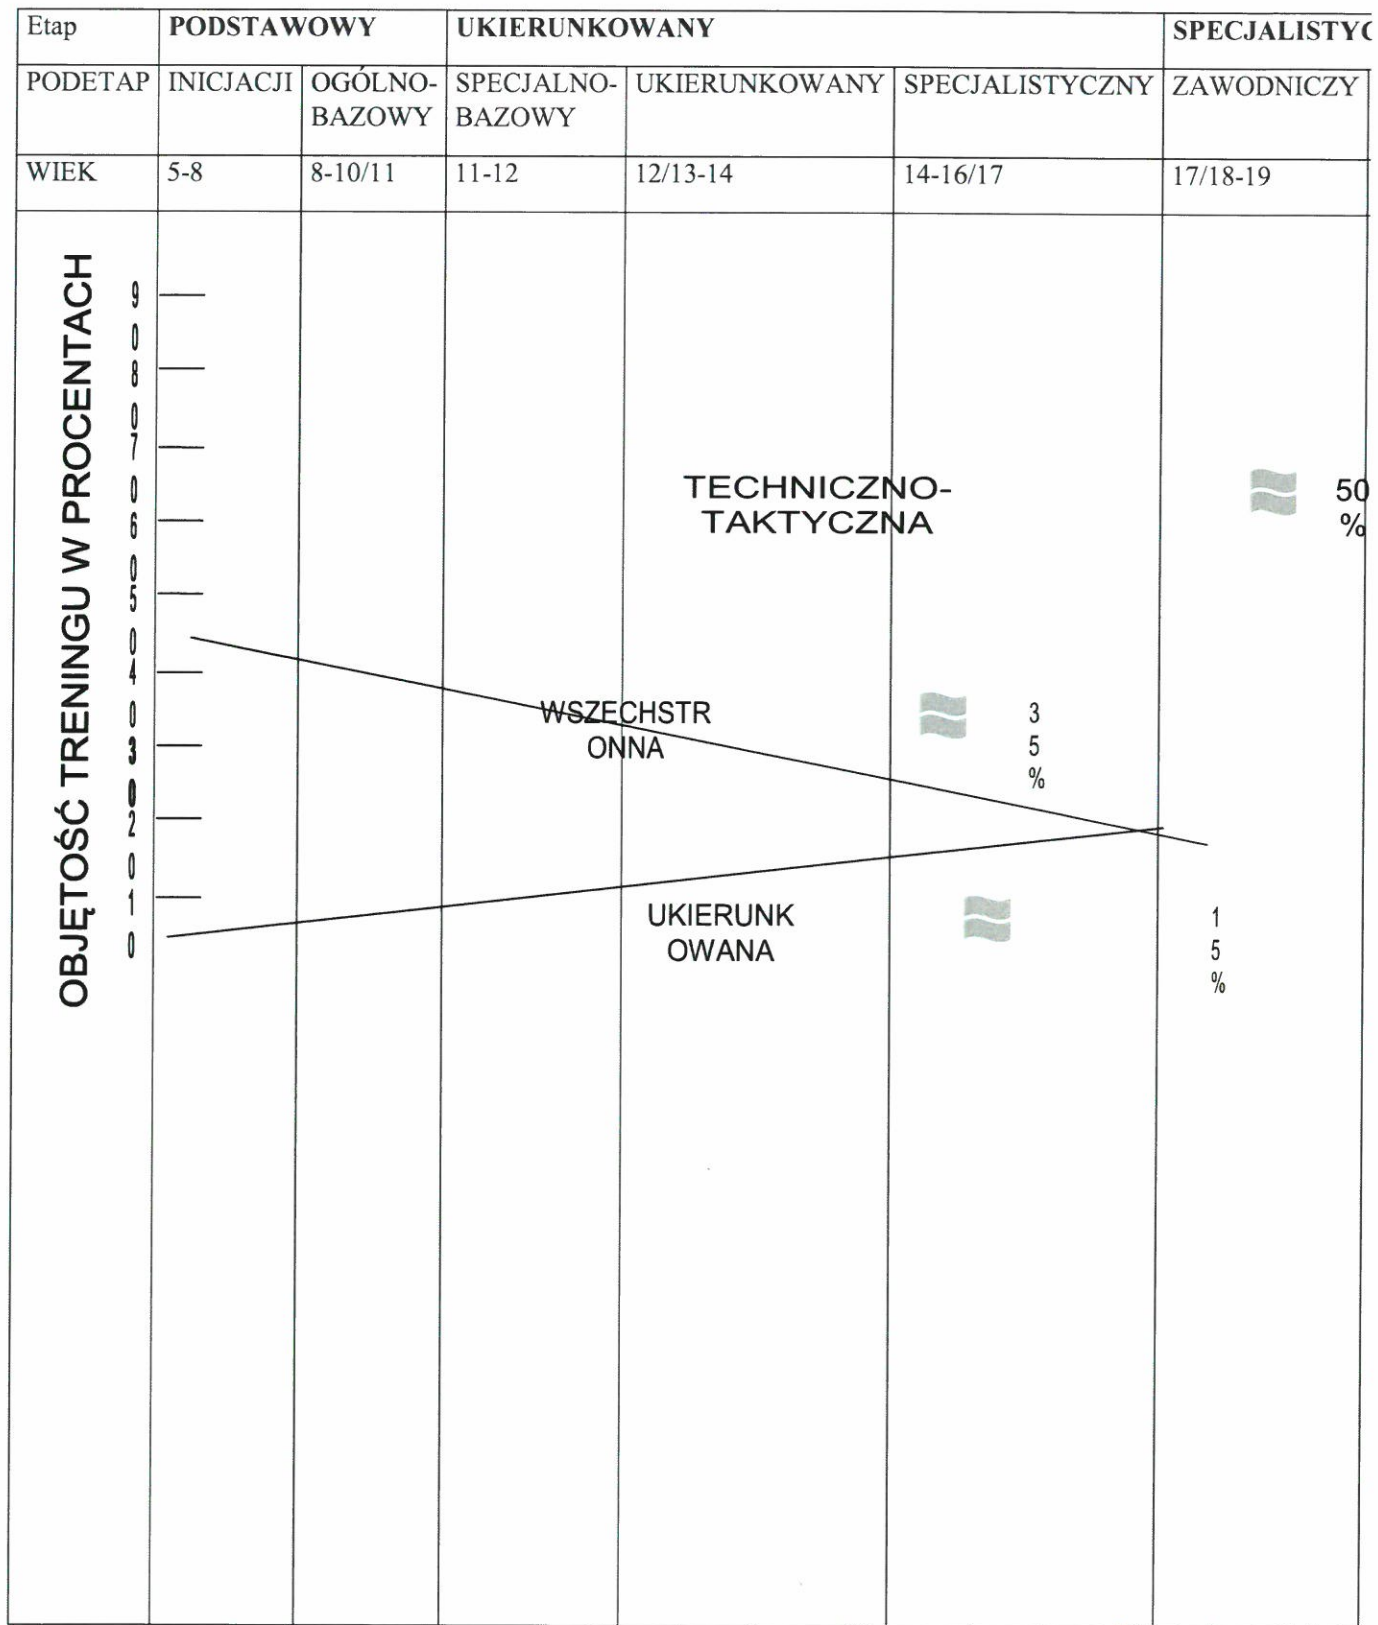 Etap PODSTAWOWY UKIERUNKOWANY SPECJALISTYC
PODETAP INICJACJI OGÓLNO-BAZOWY SPECJALNO-BAZOWY UKIERUNKOWANY SPECJALISTYCZNY ZAWODNICZY
WIEK 5-8 8-10/11 11-12 12/13-14 14-16/17 17/18-19
OBJĘTOŚĆ TRENINGU W PROCENTACH
9
0
8
0
7
0
6
0
5
0
4
0
3
0
2
0
1
0
TECHNICZNO-
TAKTYCZNA
50
%
WSZECHSTR
ONNA
3
5
%
UKIERUNK
OWANA
1
5
%